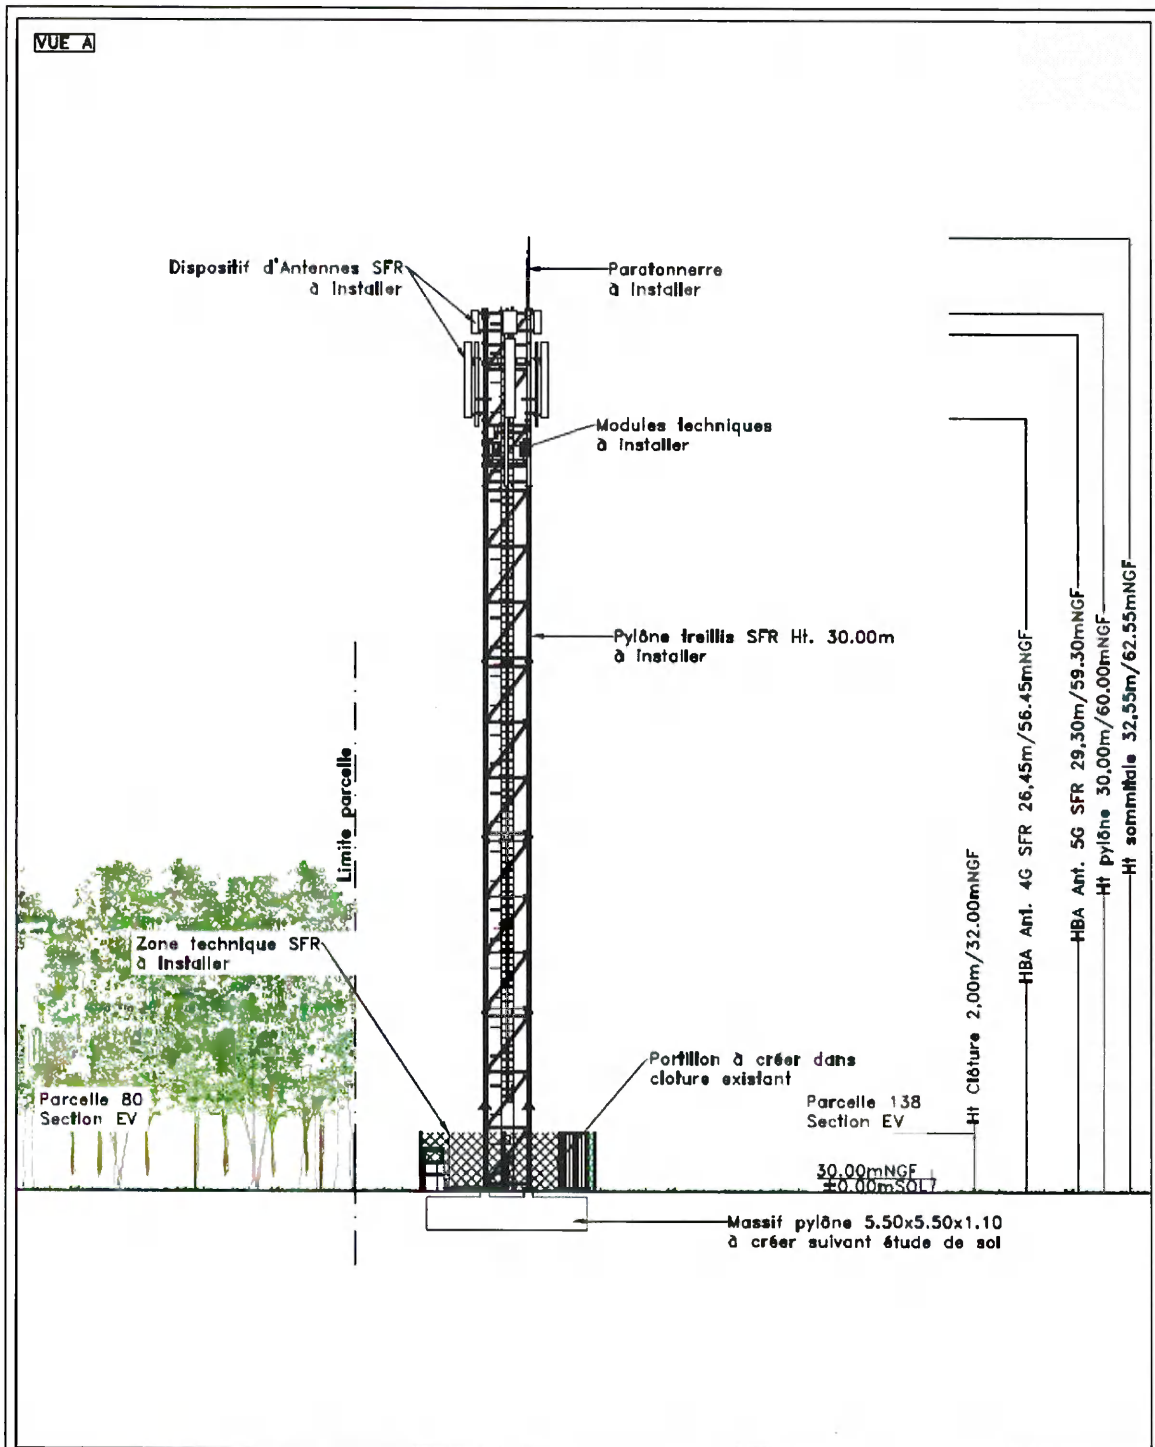 VUE A
Dispositif d'Antennes SFR
à Installer
Paratonnerre
à Installer
Modules techniques
à Installer
Pylône treillis SFR Ht. 30.00m
à Installer
Limite parcelle
Zone technique SFR
à Installer
Portillon à créer dans
cloture existant
Parcelle 80
Section EV
Parcelle 138
Section EV
30.00mNGF
±0.00mSOL
Massif pylône 5.50x5.50x1.10
à créer suivant étude de sol
Ht Clôture 2,00m/32.00mNGF
HBA Ant. 4G SFR 26,45m/56.45mNGF
HBA Ant. 5G SFR 29,30m/59.30mNGF
Ht pylône 30,00m/60.00mNGF
Ht sommitale 32,55m/62.55mNGF